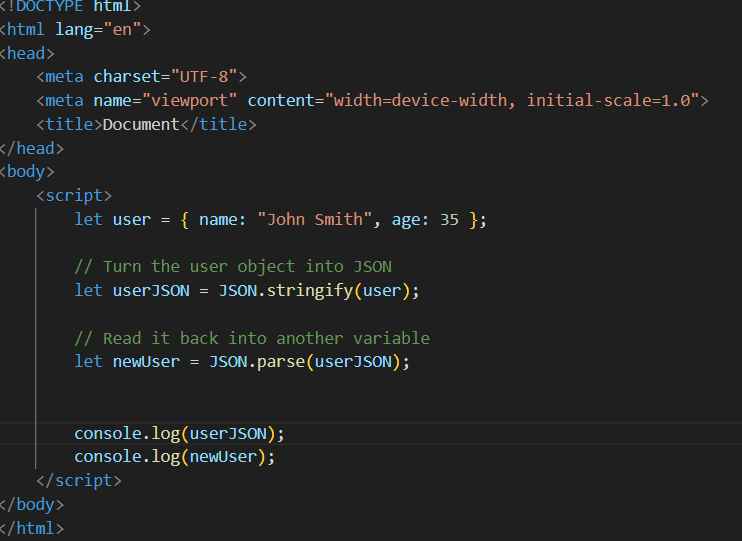 <!DOCTYPE html>
<html lang="en">
<head>
    <meta charset="UTF-8">
    <meta name="viewport" content="width=device-width, initial-scale=1.0">
    <title>Document</title>
</head>
<body>
    <script>
        let user = { name: "John Smith", age: 35 };

        // Turn the user object into JSON
        let userJSON = JSON.stringify(user);

        // Read it back into another variable
        let newUser = JSON.parse(userJSON);


        console.log(userJSON);
        console.log(newUser);
    </script>
</body>
</html>